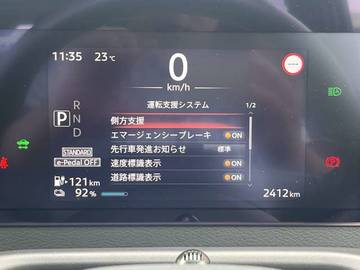 11:35 23℃
0
km/h
運転支援システム 1/2
側方支援
エマージェンシーブレーキ ON
先行車発進お知らせ 標準
速度標識表示 ON
道路標識表示 ON
R
P N
D
STANDARD
e-Pedal OFF
121km
92%
2412km